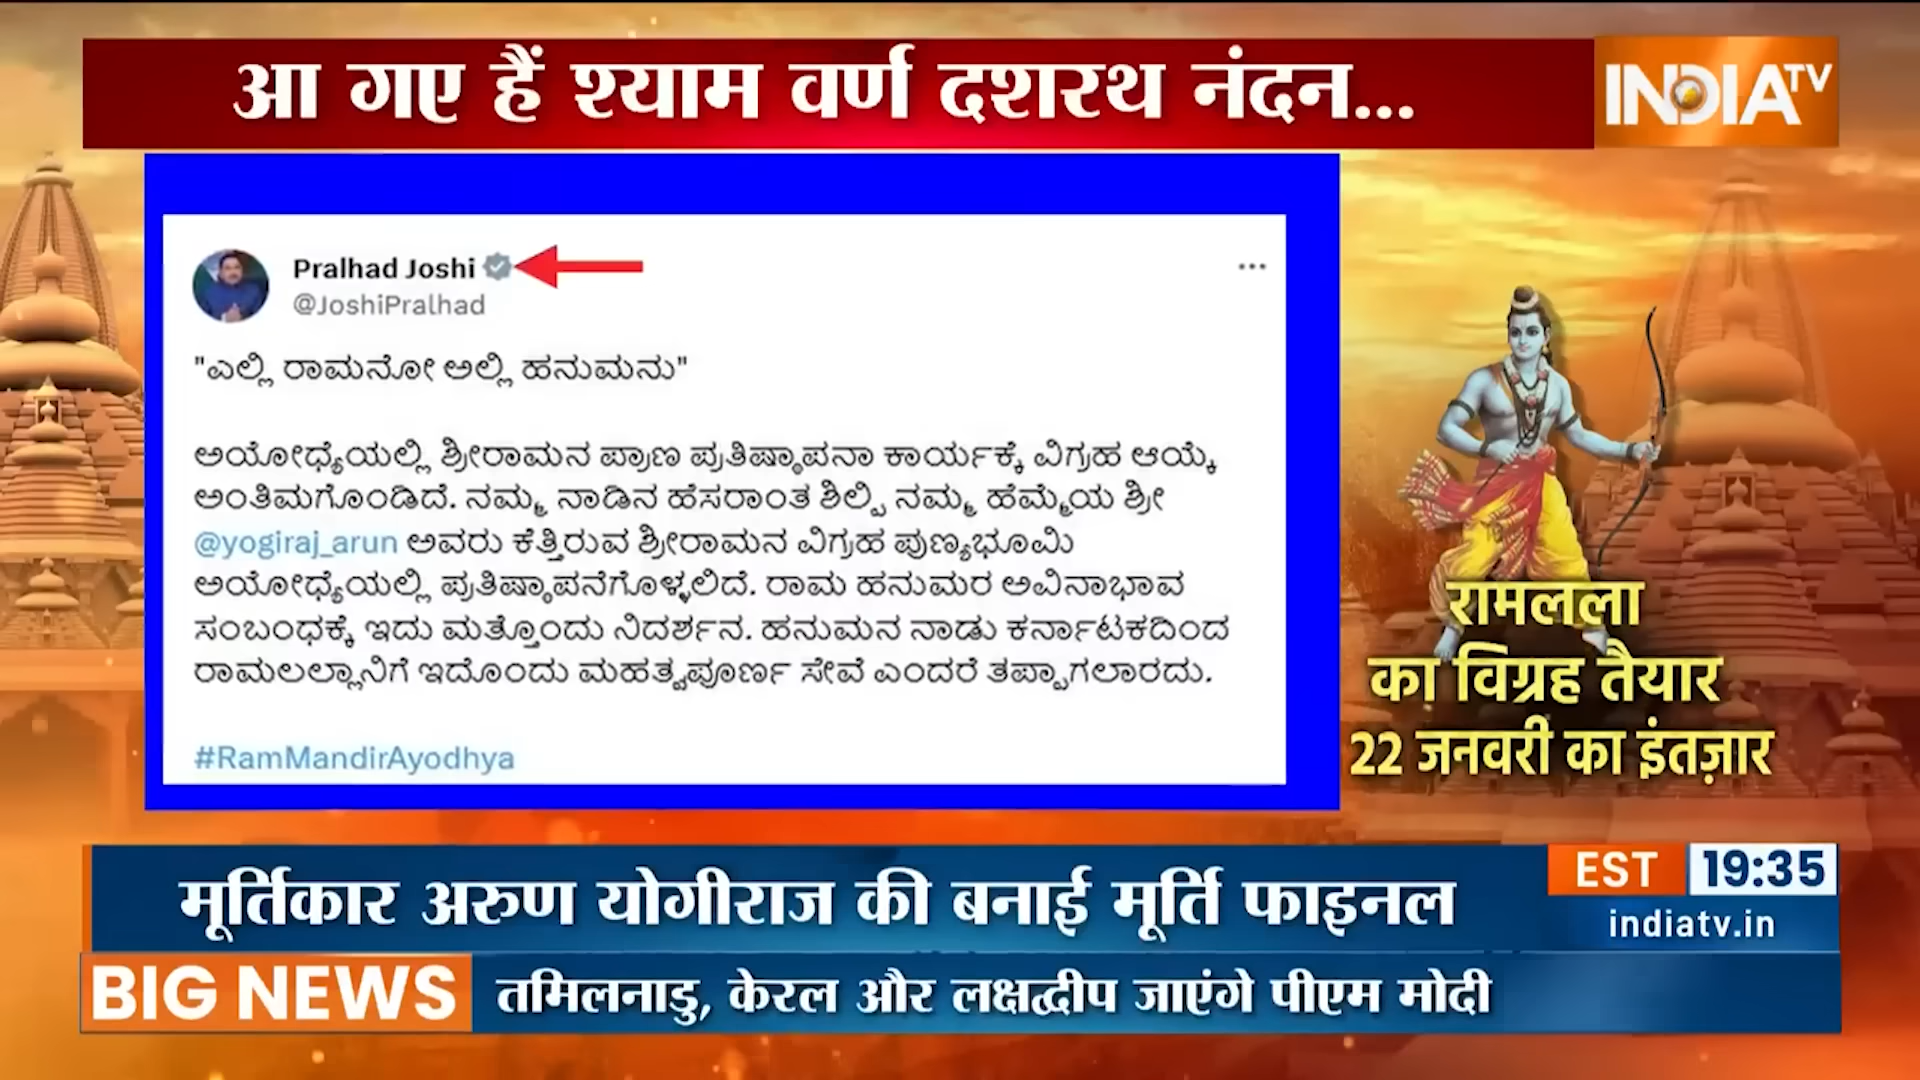 आ गए हैं श्याम वर्ण दशरथ नंदन...
INDIA TV
Pralhad Joshi
@JoshiPralhad
"ಎಲ್ಲಿ ರಾಮನೋ ಅಲ್ಲಿ ಹನುಮನು"
ಅಯೋಧ್ಯೆಯಲ್ಲಿ ಶ್ರೀರಾಮನ ಪ್ರಾಣ ಪ್ರತಿಷ್ಠಾಪನಾ ಕಾರ್ಯಕ್ಕೆ ವಿಗ್ರಹ ಆಯ್ಕೆ
ಅಂತಿಮಗೊಂಡಿದೆ. ನಮ್ಮ ನಾಡಿನ ಹೆಸರಾಂತ ಶಿಲ್ಪಿ ನಮ್ಮ ಹೆಮ್ಮೆಯ ಶ್ರೀ
@yogiraj_arun ಅವರು ಕೆತ್ತಿರುವ ಶ್ರೀರಾಮನ ವಿಗ್ರಹ ಪುಣ್ಯಭೂಮಿ
ಅಯೋಧ್ಯೆಯಲ್ಲಿ ಪ್ರತಿಷ್ಠಾಪನೆಗೊಳ್ಳಲಿದೆ. ರಾಮ ಹನುಮರ ಅವಿನಾಭಾವ
ಸಂಬಂಧಕ್ಕೆ ಇದು ಮತ್ತೊಂದು ನಿದರ್ಶನ. ಹನುಮನ ನಾಡು ಕರ್ನಾಟಕದಿಂದ
ರಾಮಲಲ್ಲಾನಿಗೆ ಇದೊಂದು ಮಹತ್ವಪೂರ್ಣ ಸೇವೆ ಎಂದರೆ ತಪ್ಪಾಗಲಾರದು.
#RamMandirAyodhya
रामलला
का विग्रह तैयार
22 जनवरी का इंतज़ार
मूर्तिकार अरुण योगीराज की बनाई मूर्ति फाइनल
EST 19:35
indiatv.in
BIG NEWS
तमिलनाडु, केरल और लक्षद्वीप जाएंगे पीएम मोदी